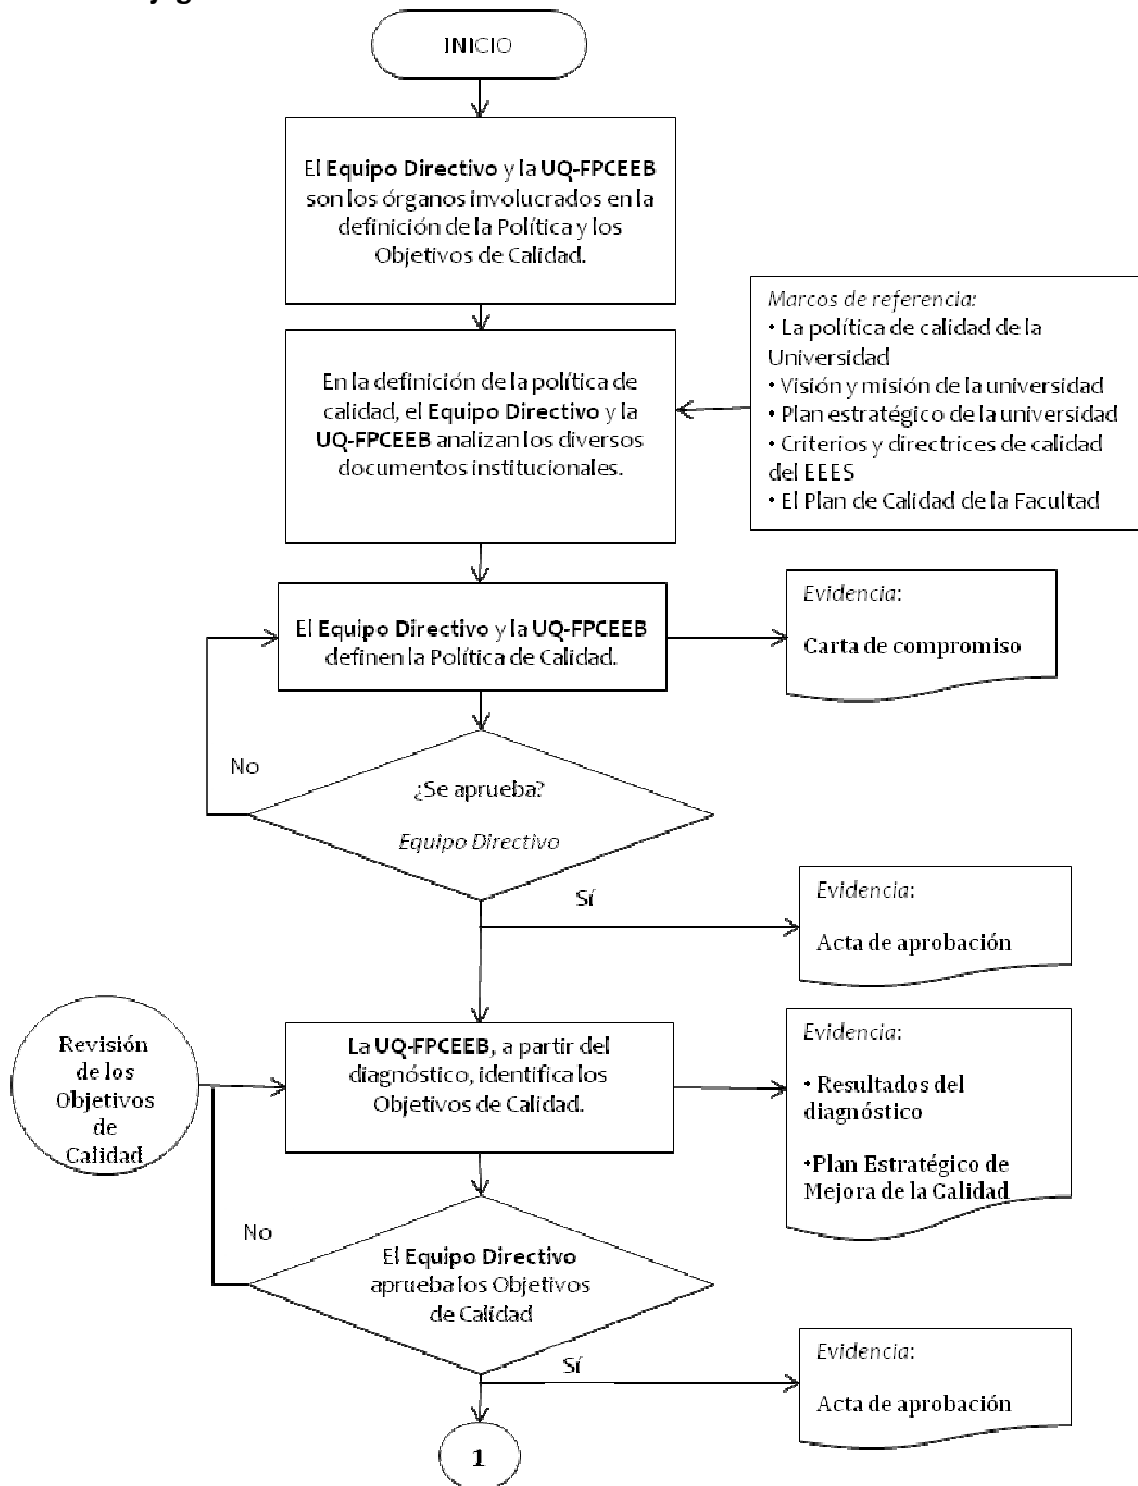 INICIO
El Equipo Directivo y la UQ-FPCEEB
son los órganos involucrados en la
definición de la Política y los
Objetivos de Calidad.
Marcos de referencia:
• La política de calidad de la
Universidad
• Visión y misión de la universidad
• Plan estratégico de la universidad
• Criterios y directrices de calidad
del EEES
• El Plan de Calidad de la Facultad
En la definición de la política de
calidad, el Equipo Directivo y la
UQ-FPCEEB analizan los diversos
documentos institucionales.
El Equipo Directivo y la UQ-FPCEEB
definen la Política de Calidad.
Evidencia:
Carta de compromiso
No
¿Se aprueba?
Equipo Directivo
Sí
Evidencia:
Acta de aprobación
Revisión
de los
Objetivos
de
Calidad
La UQ-FPCEEB, a partir del
diagnóstico, identifica los
Objetivos de Calidad.
Evidencia:
• Resultados del
diagnóstico
•Plan Estratégico de
Mejora de la Calidad
No
El Equipo Directivo
aprueba los Objetivos
de Calidad
Sí
Evidencia:
Acta de aprobación
1